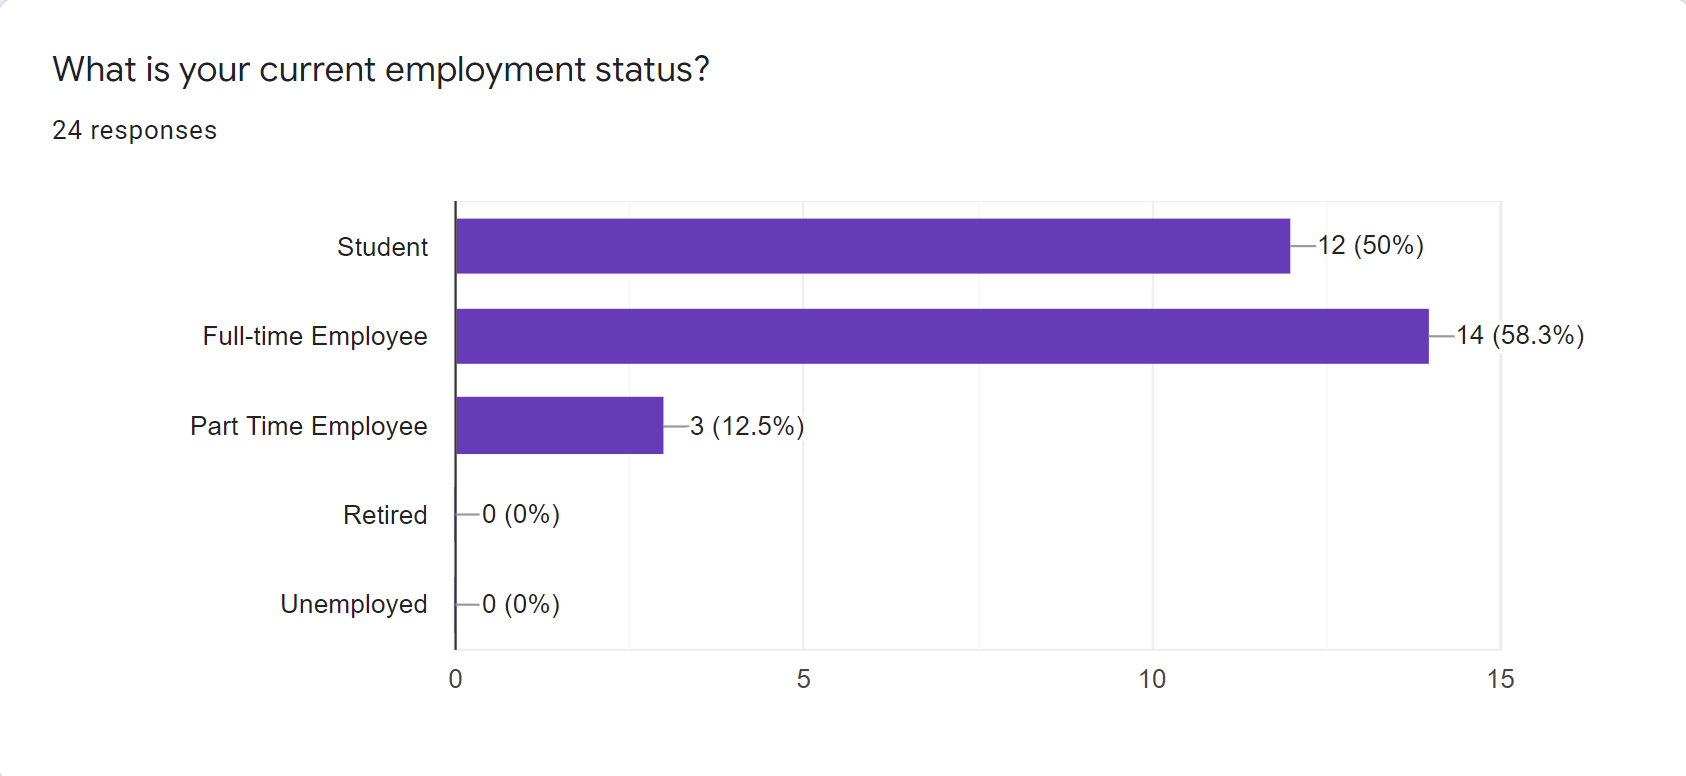 What is your current employment status?
24 responses
Student 12 (50%)
Full-time Employee 14 (58.3%)
Part Time Employee 3 (12.5%)
Retired 0 (0%)
Unemployed 0 (0%)
0 5 10 15